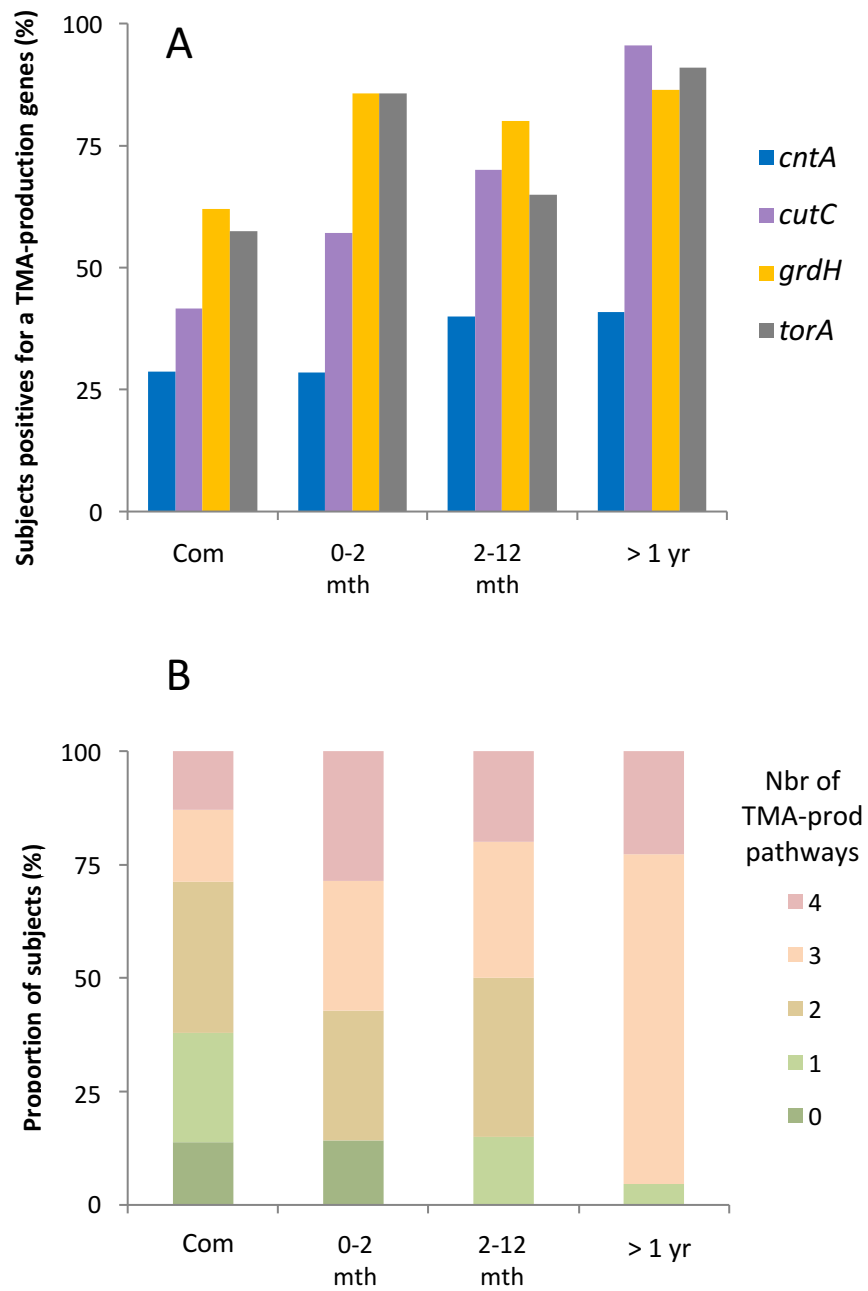 A
Subjects positives for a TMA-production genes (%)
100
75
50
25
0
Com
0-2
mth
2-12
mth
> 1 yr
cntA
cutC
grdH
torA
B
Proportion of subjects (%)
100
75
50
25
0
Com
0-2
mth
2-12
mth
> 1 yr
Nbr of
TMA-prod
pathways
4
3
2
1
0